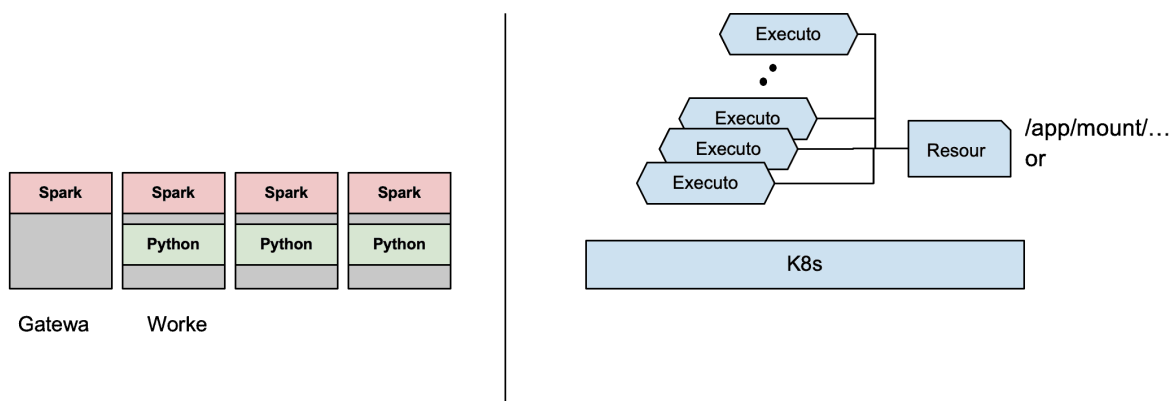 Spark
Spark
Spark
Spark
Python
Python
Python
Gatewa
Worke
Executo
Executo
Executo
Executo
Resour
/app/mount/…
or
K8s